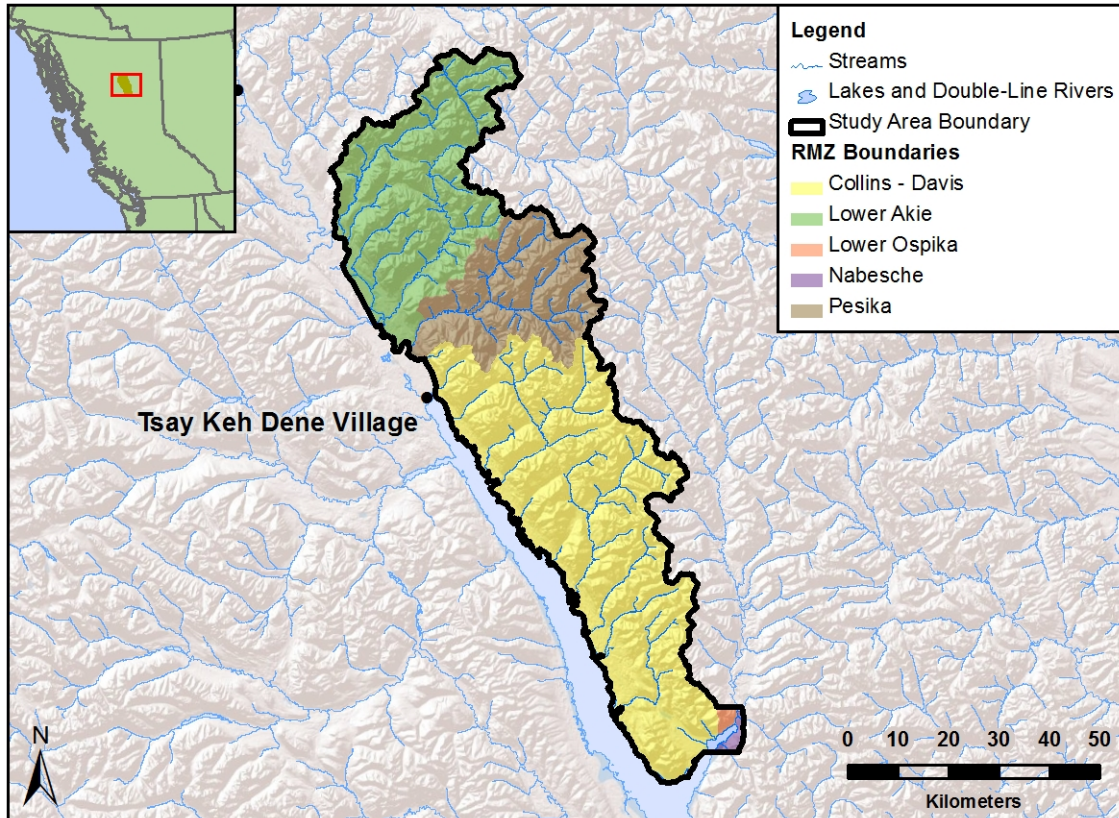 Legend
Streams
Lakes and Double-Line Rivers
Study Area Boundary
RMZ Boundaries
Collins - Davis
Lower Akie
Lower Ospika
Nabesche
Pesika
Tsay Keh Dene Village
N
0 10 20 30 40 50
Kilometers